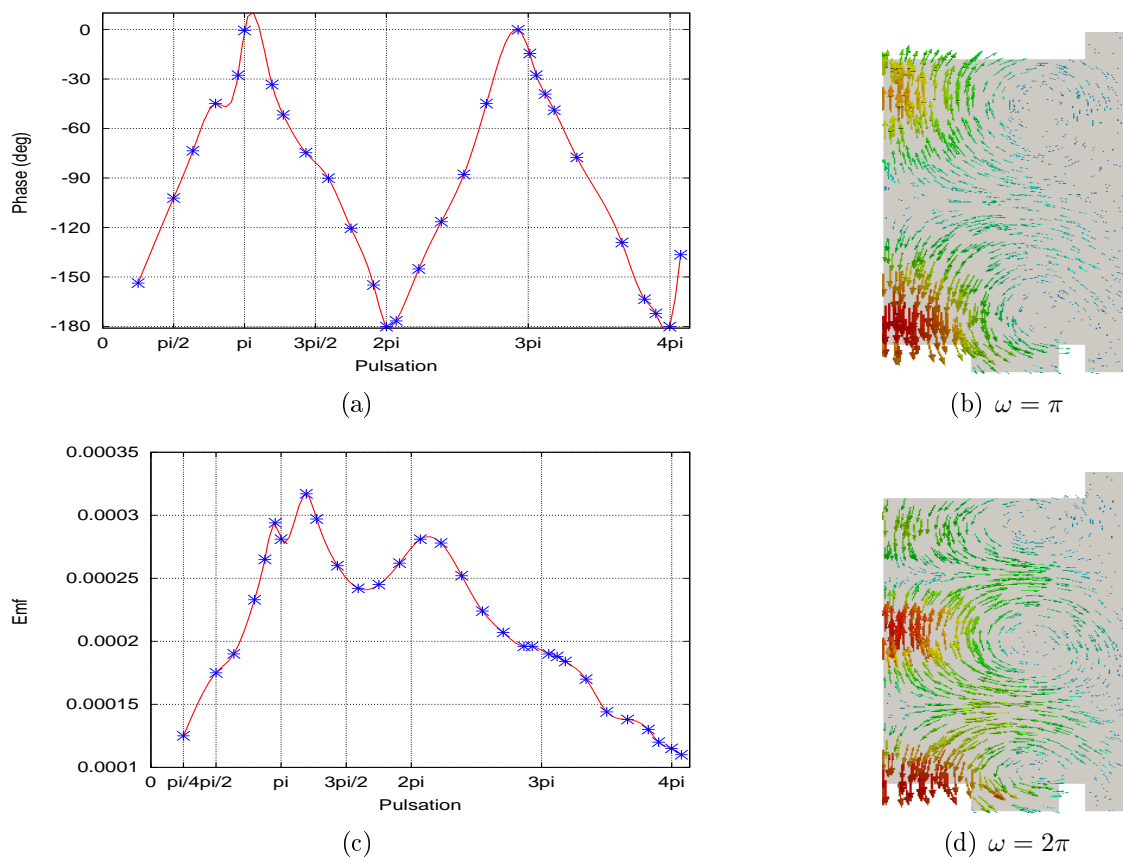 0
-30
-60
-90
-120
-150
-180
Phase (deg)
0 pi/2 pi 3pi/2 2pi 3pi 4pi
Pulsation
(a)
(b) ω = π
0.00035
0.0003
0.00025
0.0002
0.00015
0.0001
Emf
0 pi/4pi/2 pi 3pi/2 2pi 3pi 4pi
Pulsation
(c)
(d) ω = 2π